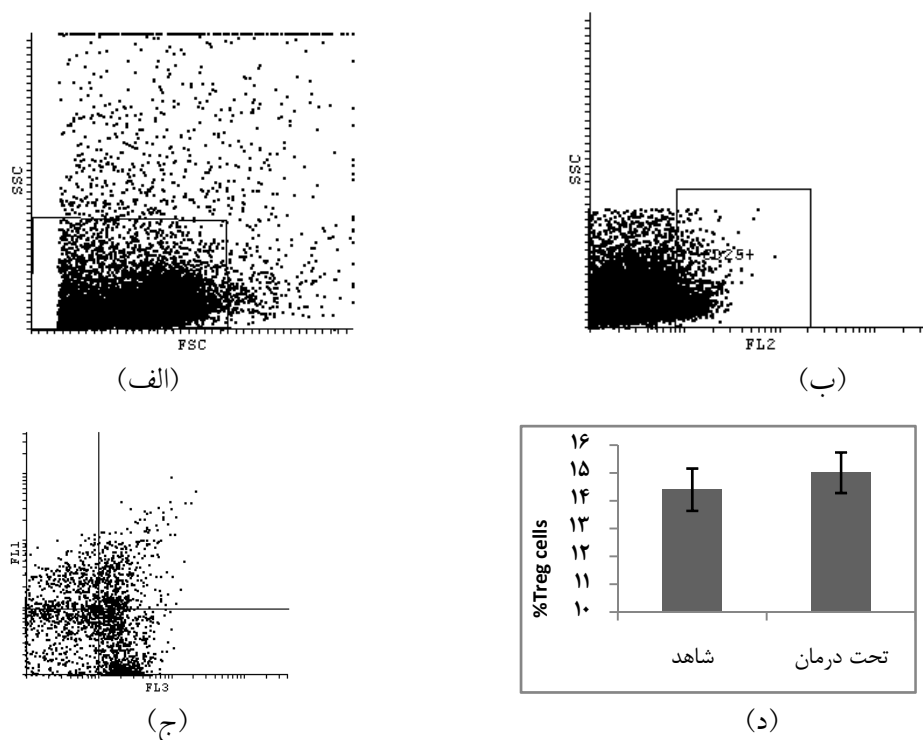 SSC
FSC
(الف)
SSC
CD25+
FL2
(ب)
FL1
FL3
(ج)
%Treg cells
۱۶
۱۵
۱۴
۱۳
۱۲
۱۱
۱۰
شاهد
تحت درمان
(د)